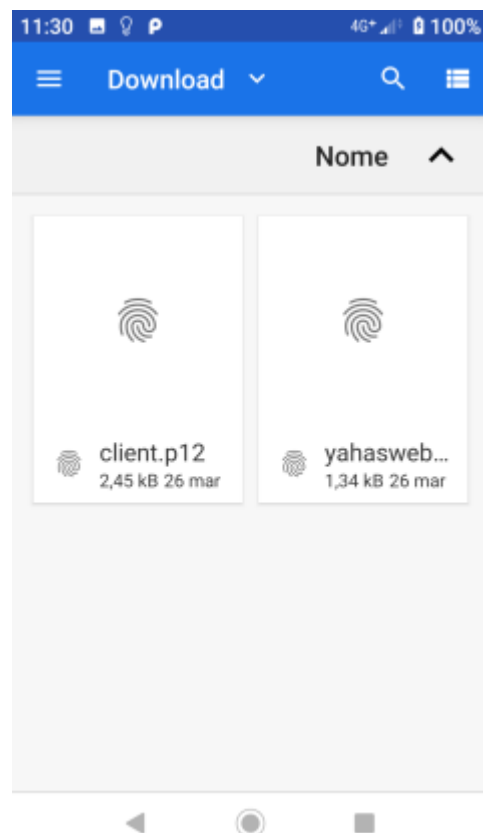 11:30 4G+ 100%
Download
Nome
client.p12
2,45 kB 26 mar
yahasweb...
1,34 kB 26 mar